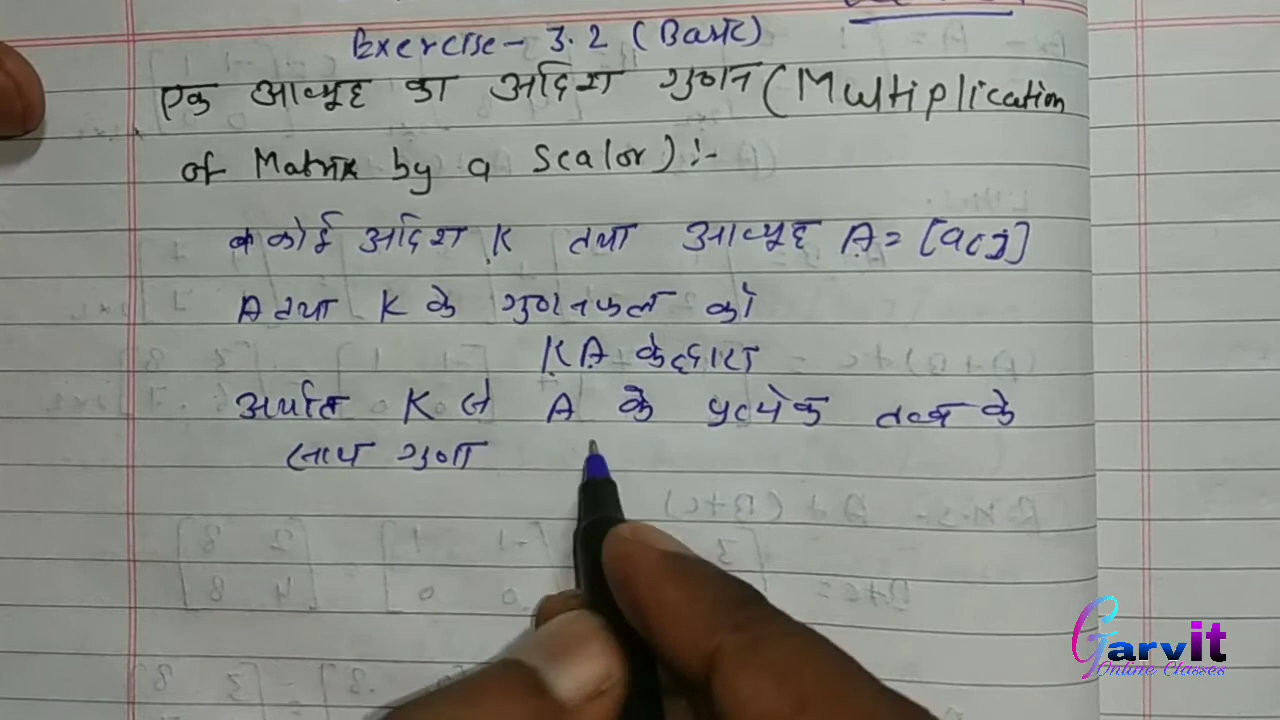 Exercise - 3.2 (Basic)
एक आव्यूह का अदिश गुणन (Multiplication
of Matrix by a Scalor) :-
कोई अदिश K तथा आव्यूह A = [aij]
A तथा K के गुणनफल को
KA के द्वारा
अर्थात K से A के प्रत्येक तत्व के
साथ गुणा
Garvit
Online Classes